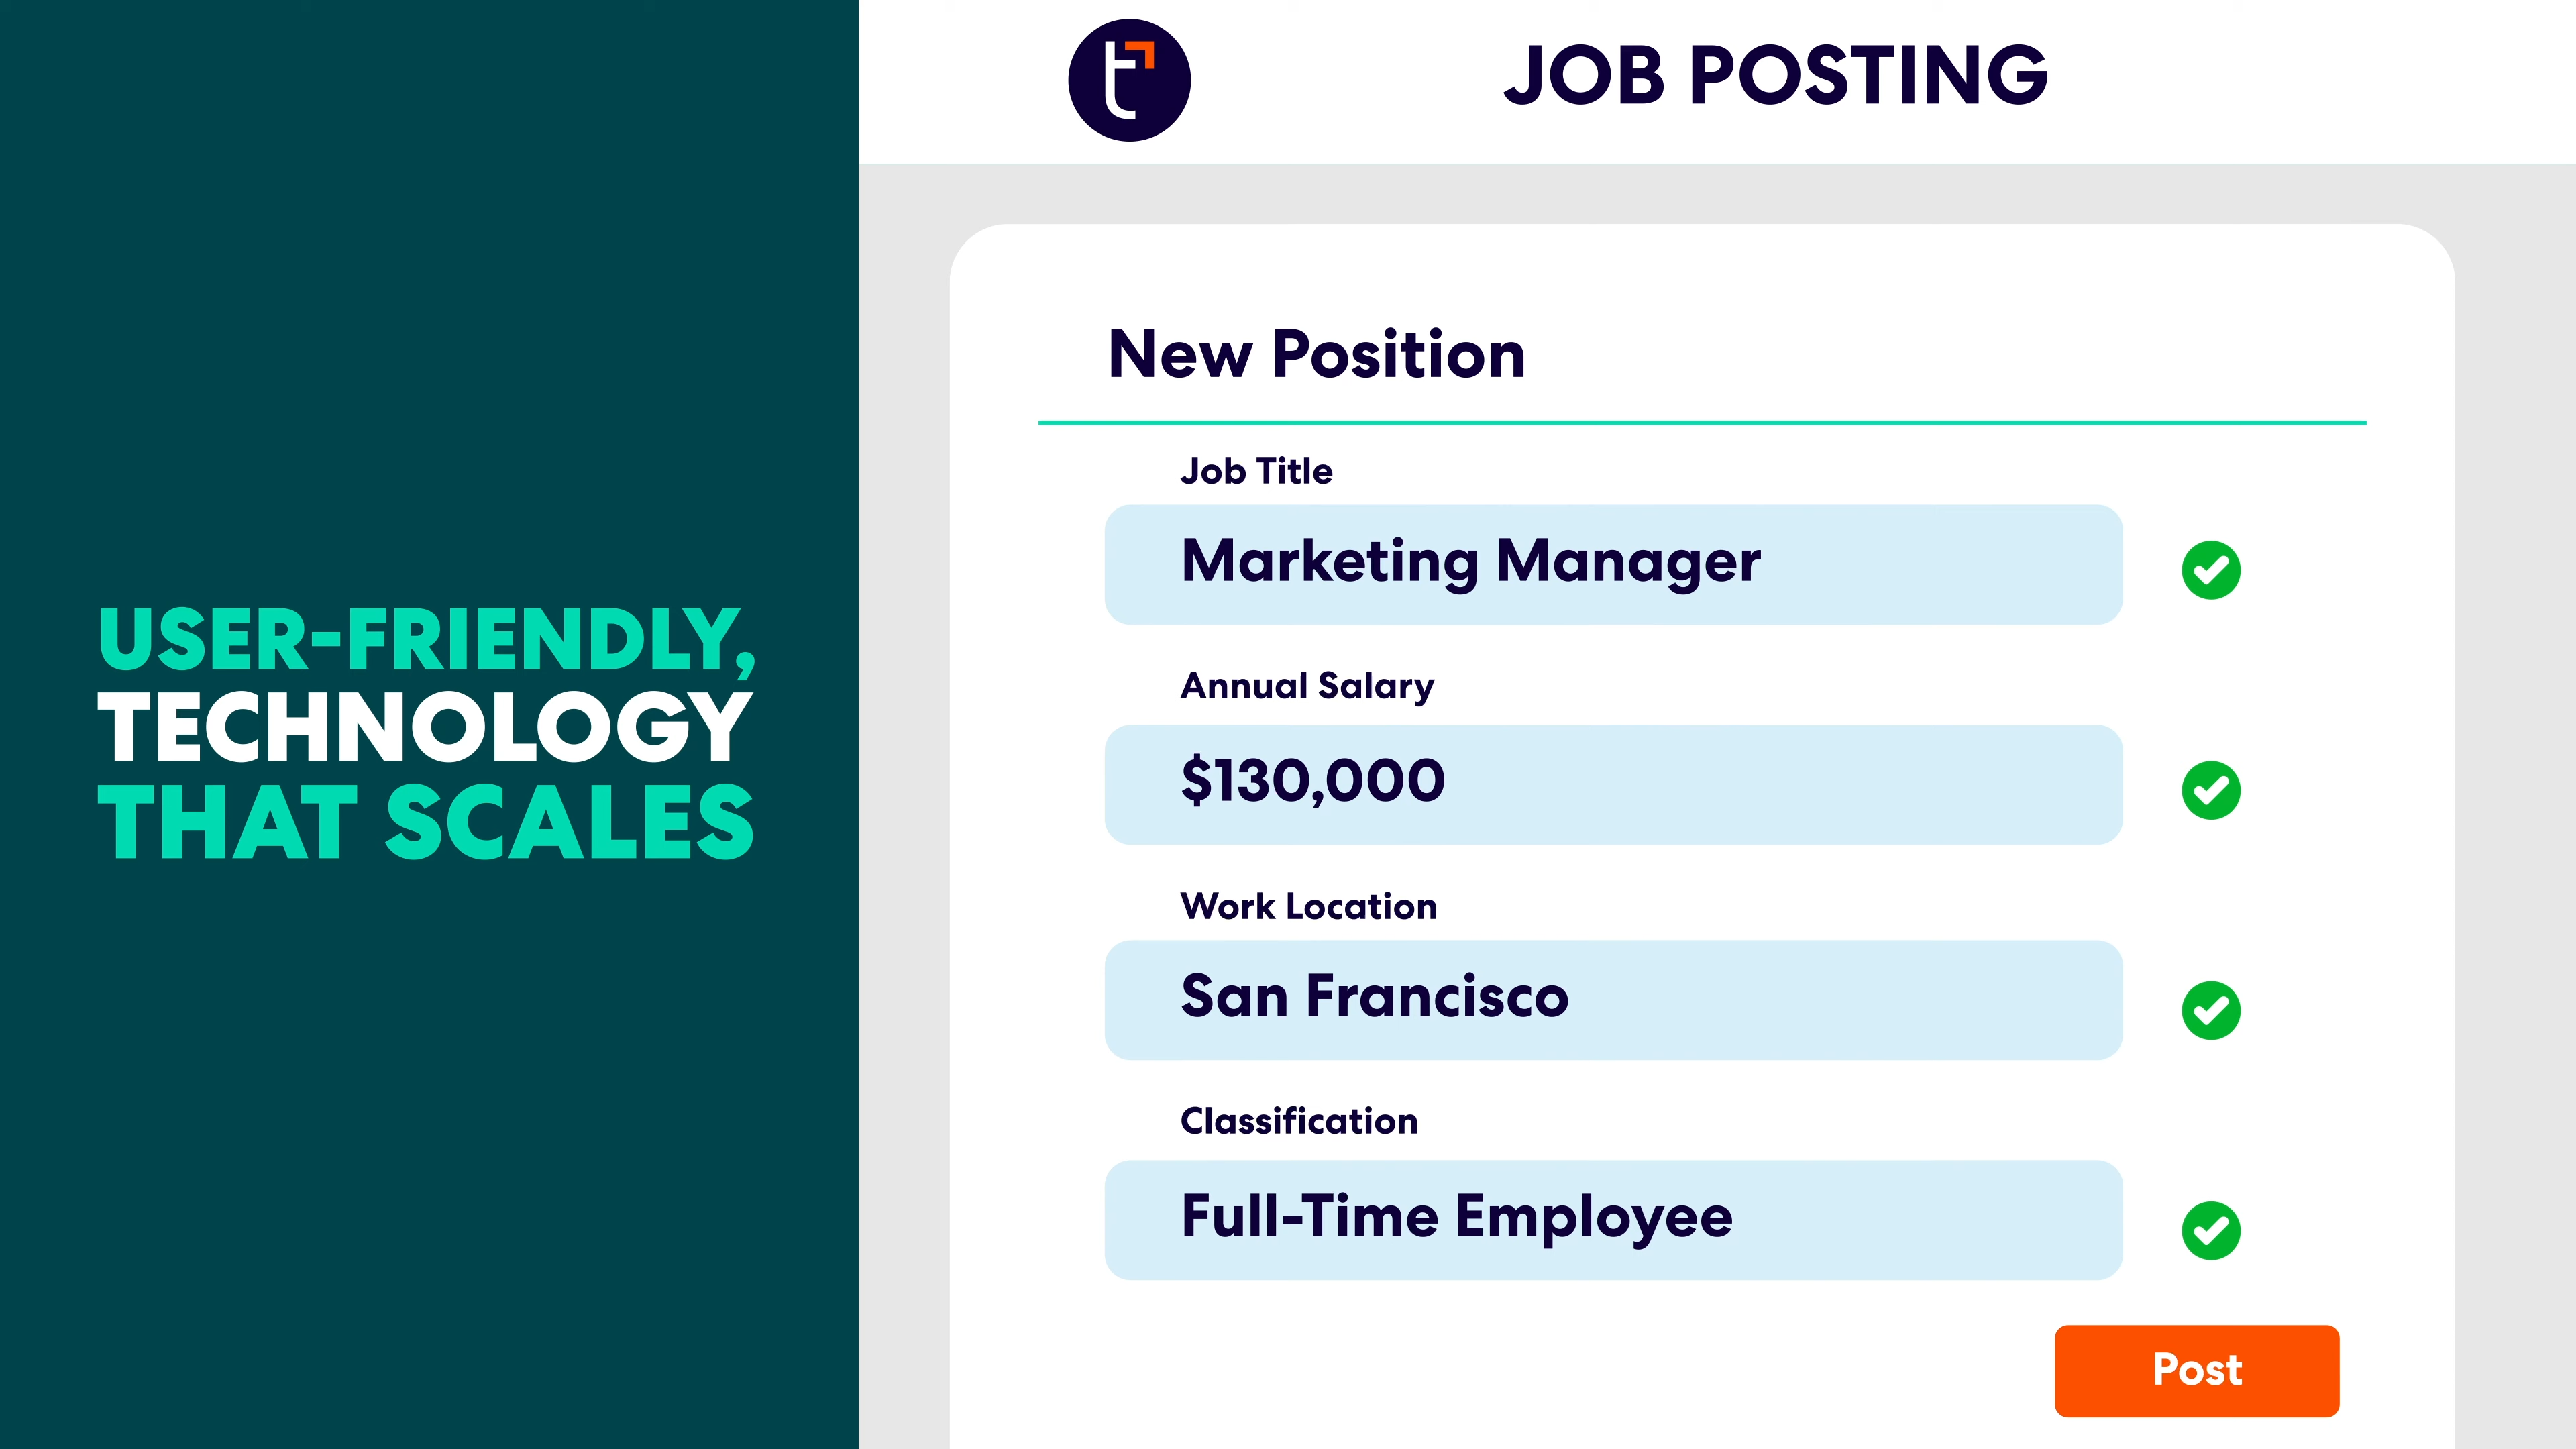 USER-FRIENDLY,
TECHNOLOGY
THAT SCALES
t
JOB POSTING
New Position
Job Title
Marketing Manager
Annual Salary
$130,000
Work Location
San Francisco
Classification
Full-Time Employee
Post